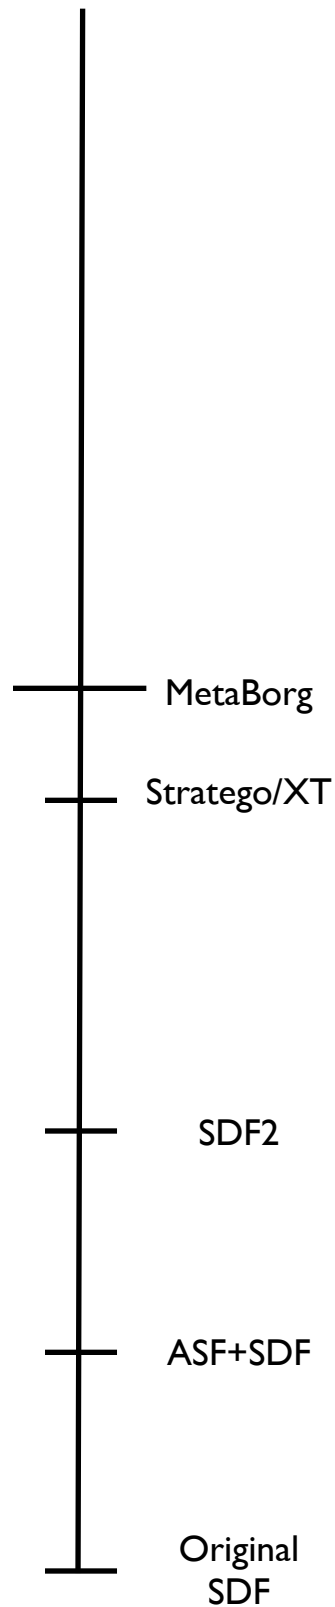 MetaBorg
Stratego/XT
SDF2
ASF+SDF
Original
SDF